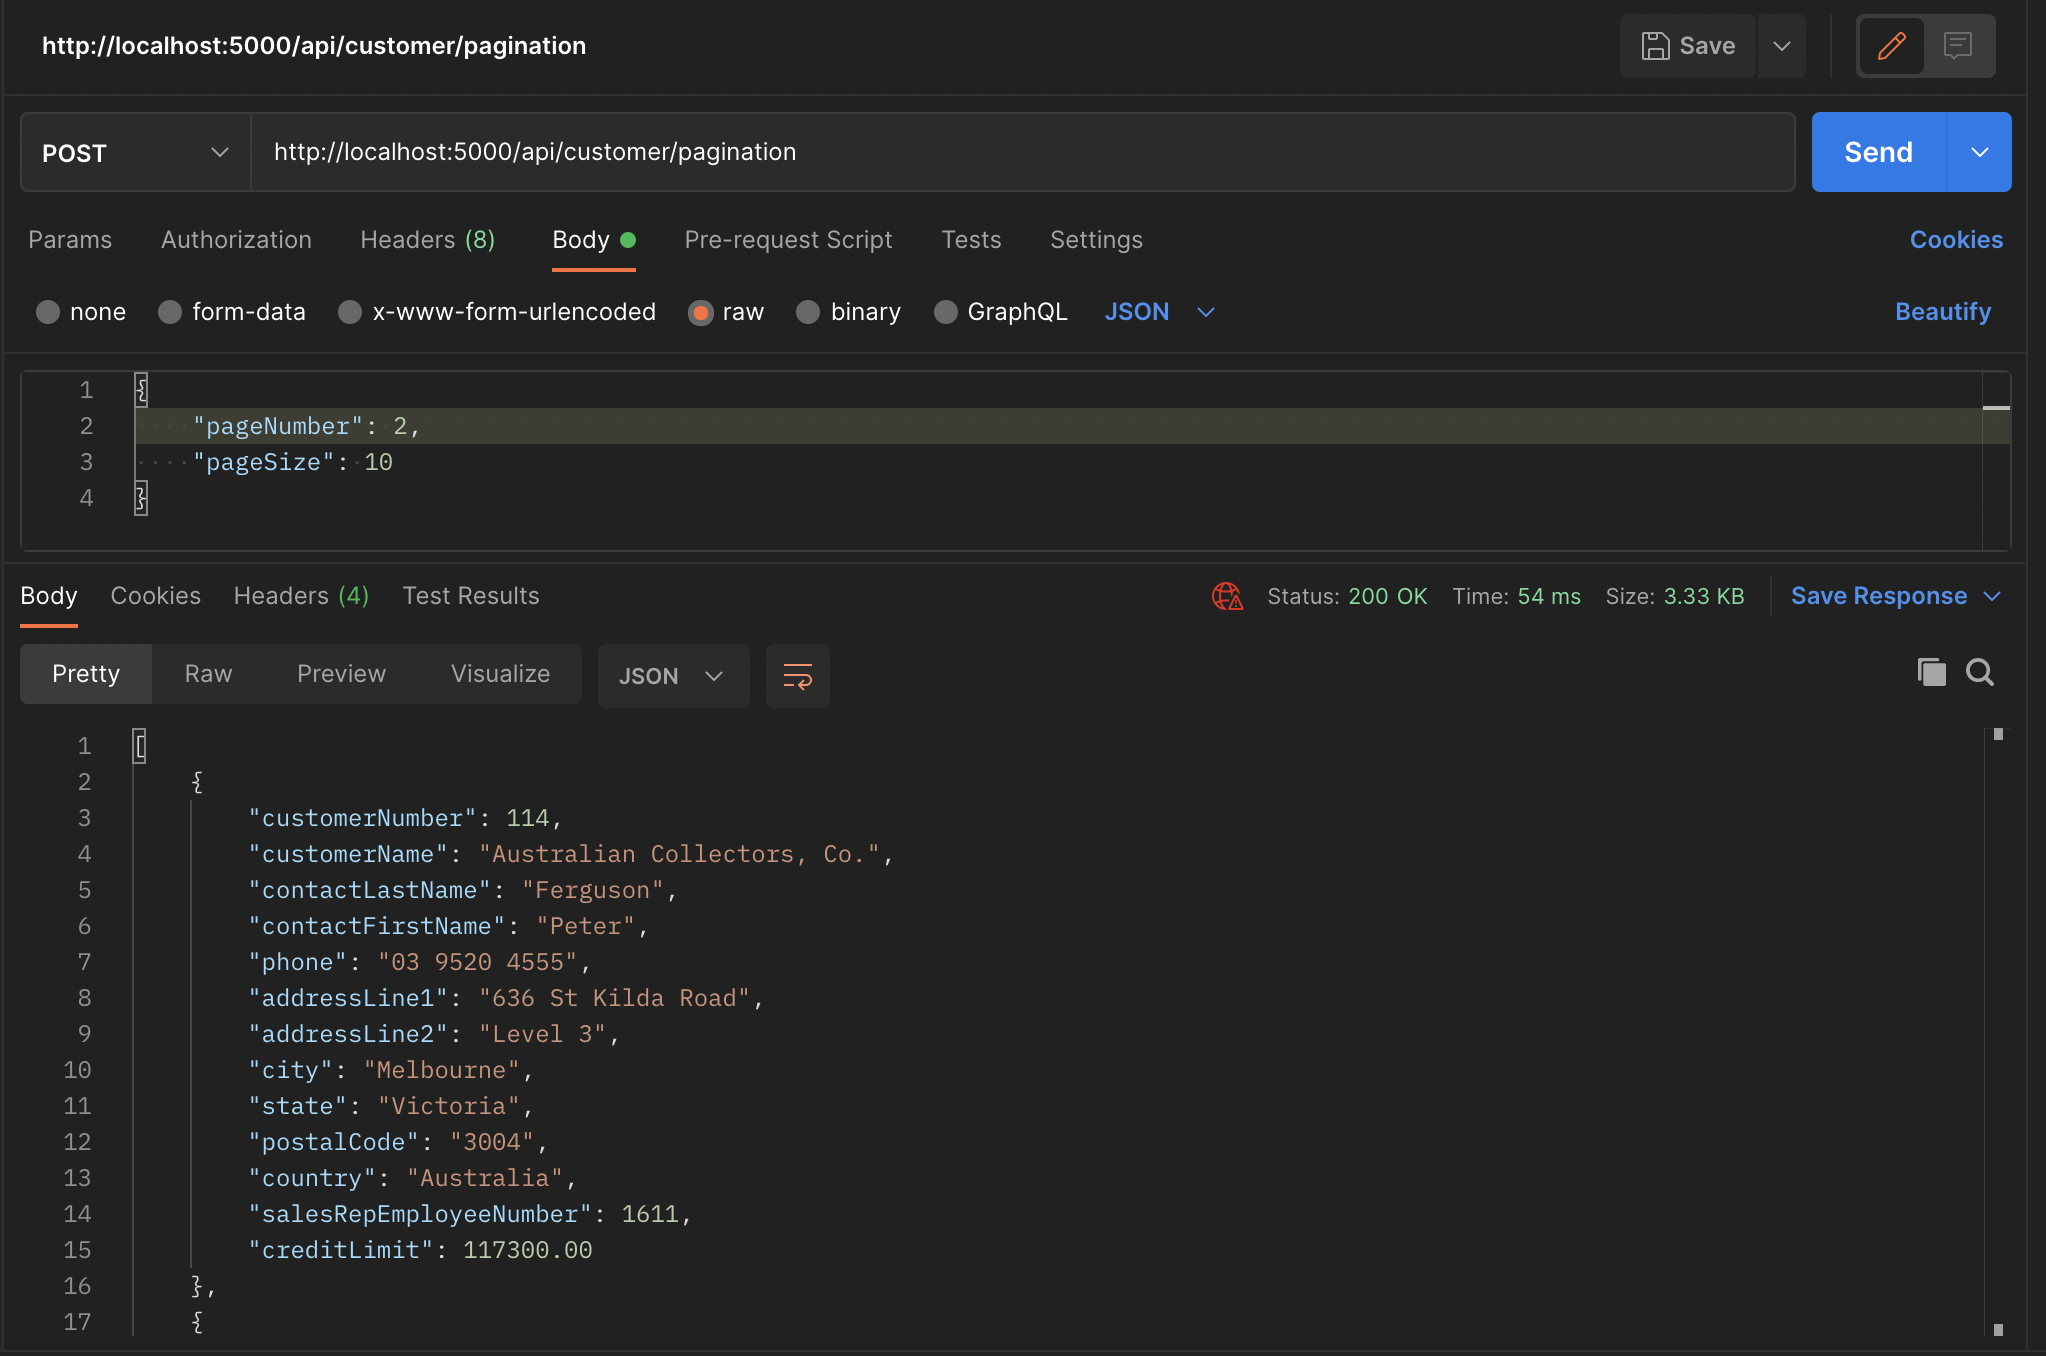 http://localhost:5000/api/customer/pagination
Save
POST
http://localhost:5000/api/customer/pagination
Send
Params Authorization Headers (8) Body Pre-request Script Tests Settings Cookies
none form-data x-www-form-urlencoded raw binary GraphQL JSON Beautify
1 {
2 "pageNumber": 2,
3 "pageSize": 10
4 }
Body Cookies Headers (4) Test Results Status: 200 OK Time: 54 ms Size: 3.33 KB Save Response
Pretty Raw Preview Visualize JSON
1 [
2 {
3 "customerNumber": 114,
4 "customerName": "Australian Collectors, Co.",
5 "contactLastName": "Ferguson",
6 "contactFirstName": "Peter",
7 "phone": "03 9520 4555",
8 "addressLine1": "636 St Kilda Road",
9 "addressLine2": "Level 3",
10 "city": "Melbourne",
11 "state": "Victoria",
12 "postalCode": "3004",
13 "country": "Australia",
14 "salesRepEmployeeNumber": 1611,
15 "creditLimit": 117300.00
16 },
17 {